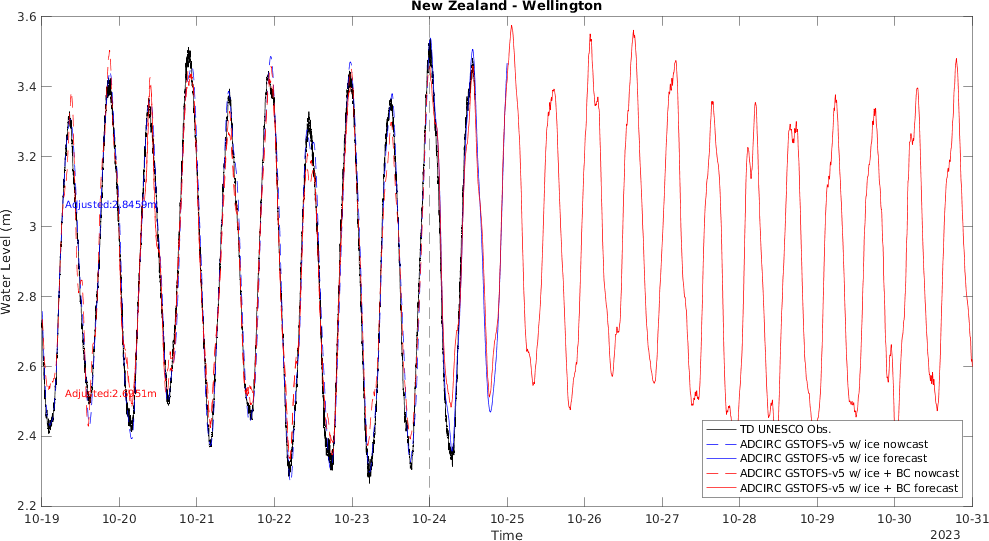 New Zealand - Wellington
3.6
3.4
3.2
3
2.8
2.6
2.4
2.2
Water Level (m)
Adjusted:2.8459m
Adjusted:2.6951m
TD UNESCO Obs.
ADCIRC GSTOFS-v5 w/ ice nowcast
ADCIRC GSTOFS-v5 w/ ice forecast
ADCIRC GSTOFS-v5 w/ ice + BC nowcast
ADCIRC GSTOFS-v5 w/ ice + BC forecast
10-19 10-20 10-21 10-22 10-23 10-24 10-25 10-26 10-27 10-28 10-29 10-30 10-31
Time
2023